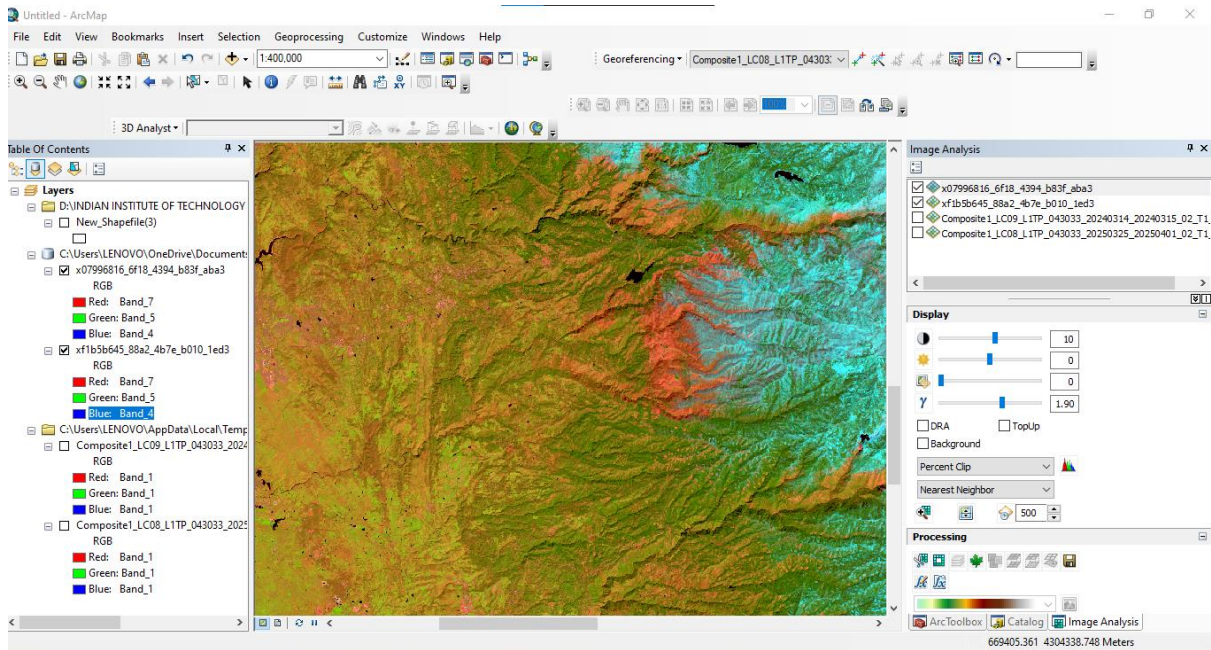 Untitled - ArcMap
File Edit View Bookmarks Insert Selection Geoprocessing Customize Windows Help
1:400,000
Georeferencing
Composite1_LC08_L1TP_04303
3D Analyst
Table Of Contents
Layers
D:\INDIAN INSTITUTE OF TECHNOLOGY
New_Shapefile(3)
C:\Users\LENOVO\OneDrive\Document
x07996816_6f18_4394_b83f_aba3
RGB
Red: Band_7
Green: Band_5
Blue: Band_4
xf1b5b645_88a2_4b7e_b010_1ed3
RGB
Red: Band_7
Green: Band_5
Blue: Band_4
C:\Users\LENOVO\AppData\Local\Temp
Composite1_LC09_L1TP_043033_2024
RGB
Red: Band_1
Green: Band_1
Blue: Band_1
Composite1_LC08_L1TP_043033_2025
RGB
Red: Band_1
Green: Band_1
Blue: Band_1
Image Analysis
x07996816_6f18_4394_b83f_aba3
xf1b5b645_88a2_4b7e_b010_1ed3
Composite1_LC09_L1TP_043033_20240314_20240315_02_T1_
Composite1_LC08_L1TP_043033_20250325_20250401_02_T1_
Display
10
0
0
γ 1.90
DRA TopUp
Background
Percent Clip
Nearest Neighbor
500
Processing
ArcToolbox Catalog Image Analysis
669405.361 4304338.748 Meters